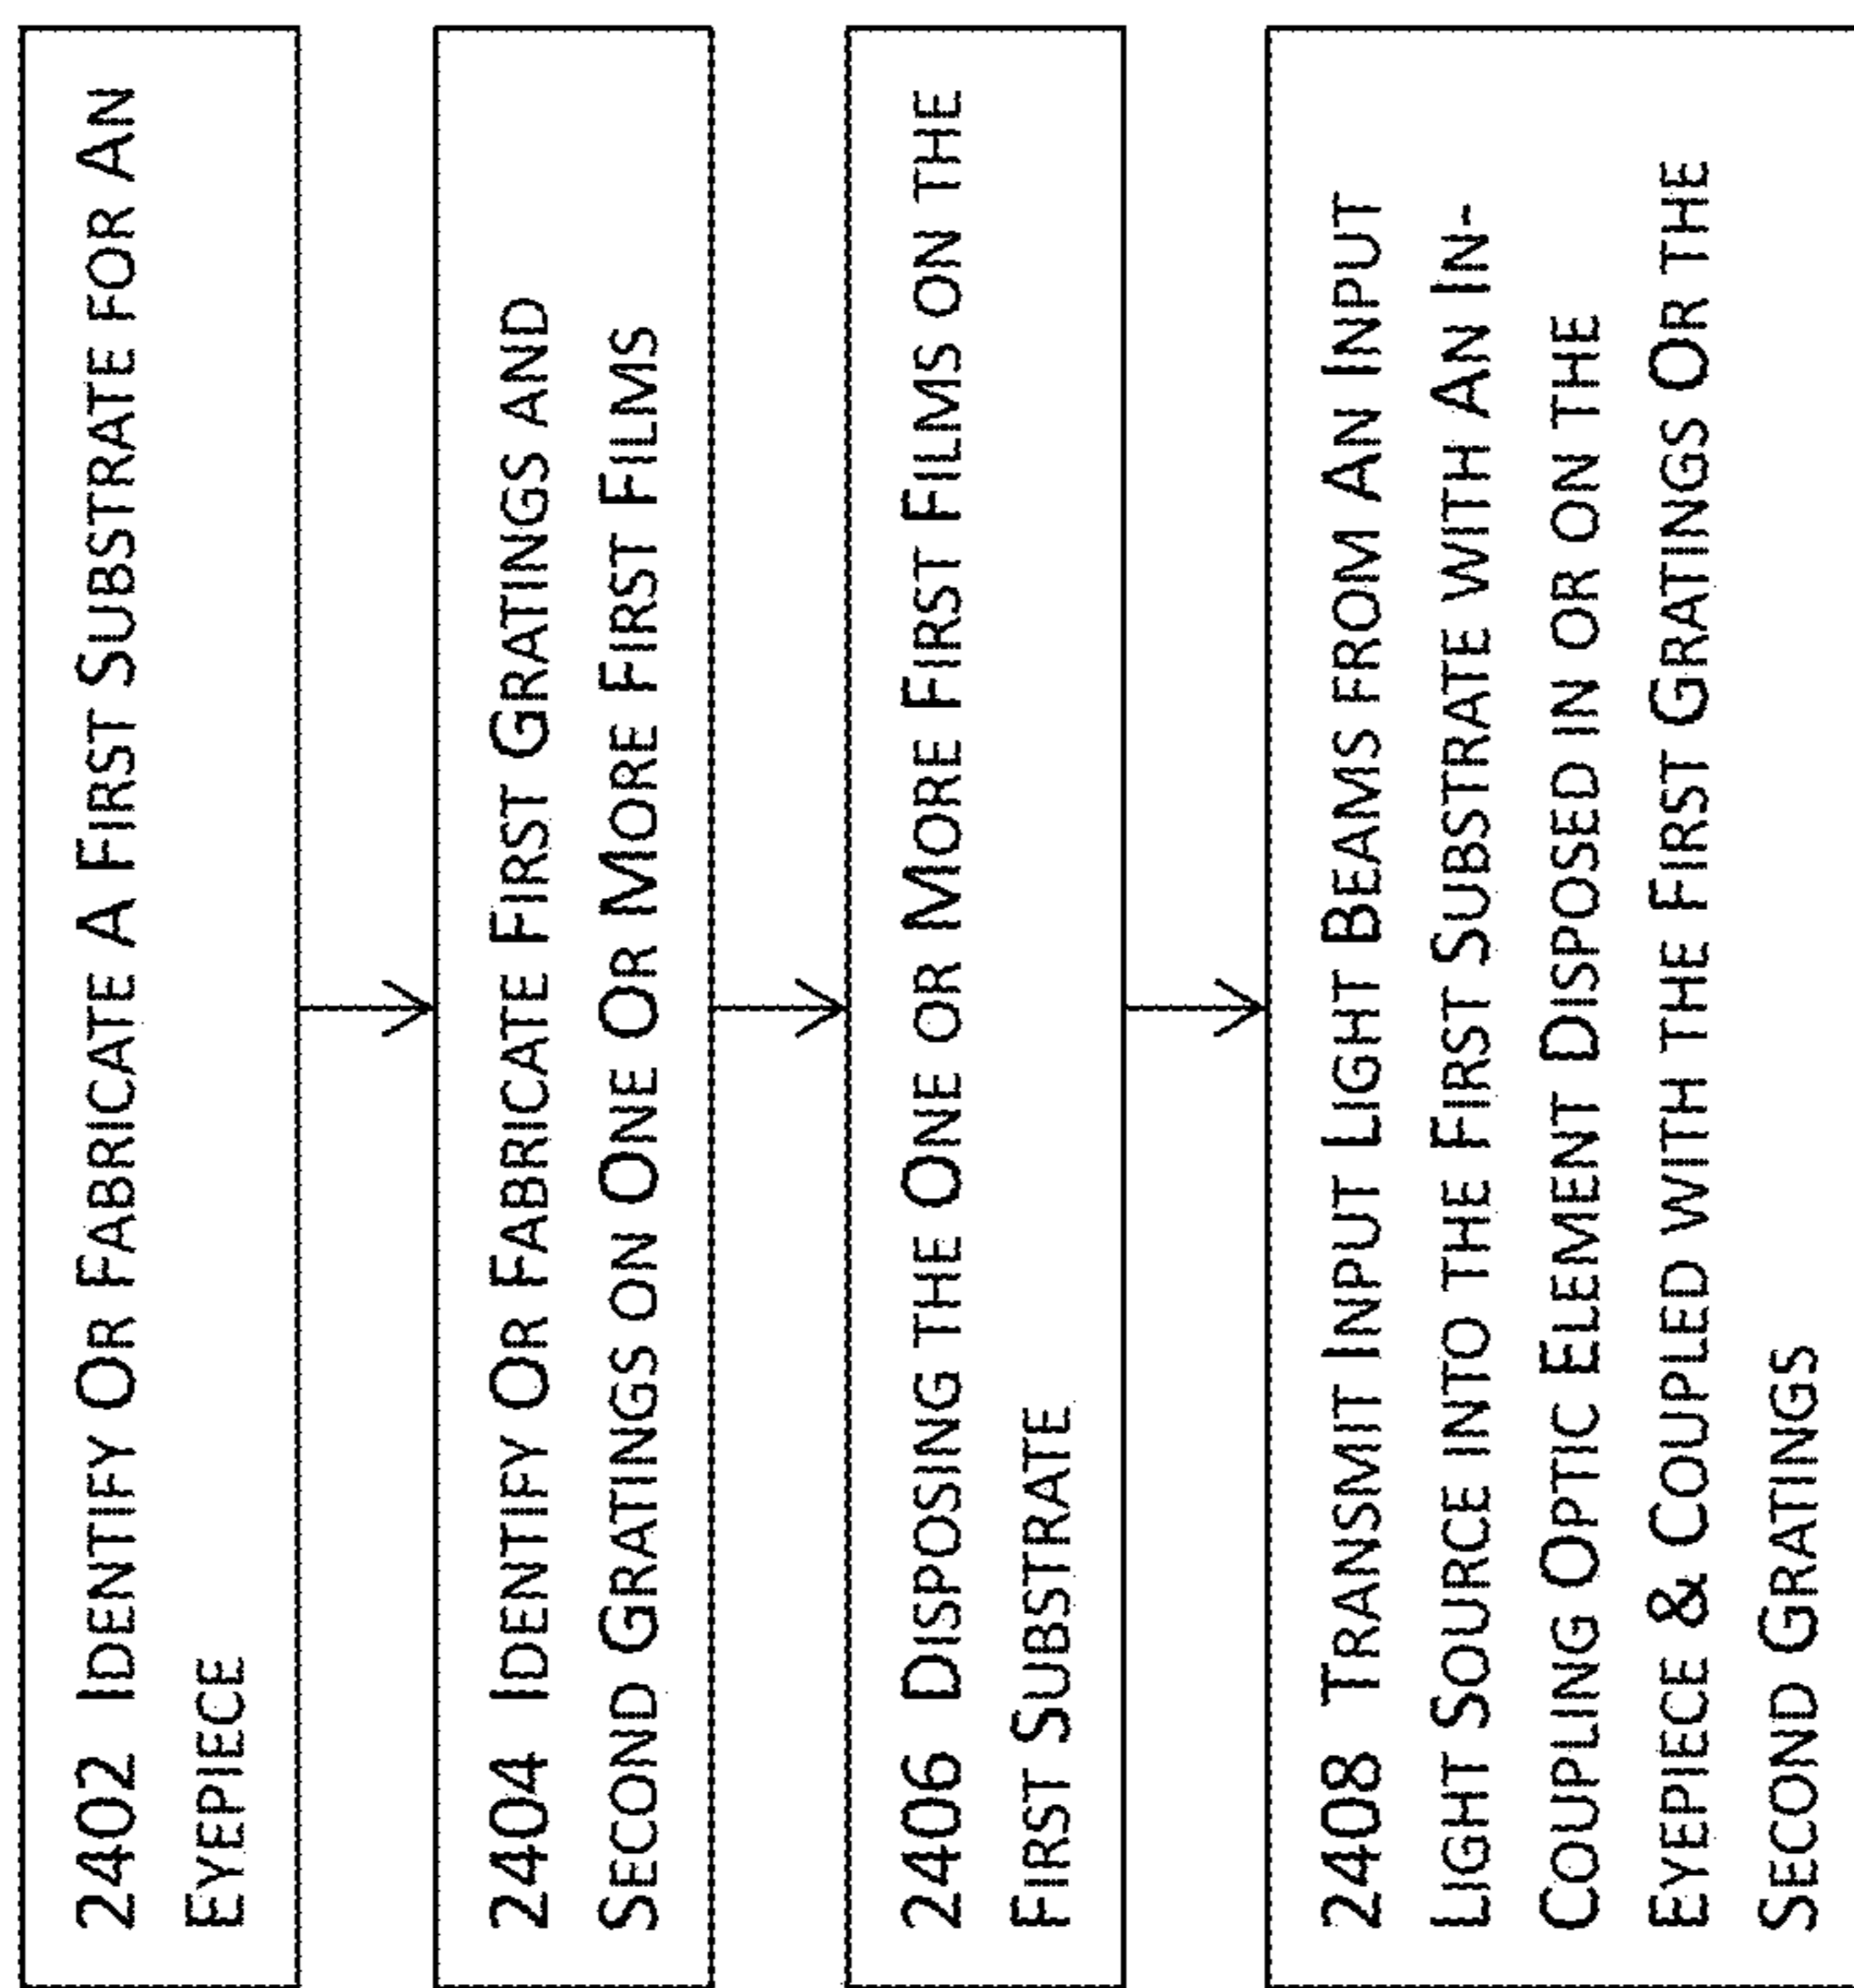 2402 IDENTIFY OR FABRICATE A FIRST SUBSTRATE FOR AN
EYEPIECE
2404 IDENTIFY OR FABRICATE FIRST GRATINGS AND
SECOND GRATINGS ON ONE OR MORE FIRST FILMS
2406 DISPOSING THE ONE OR MORE FIRST FILMS ON THE
FIRST SUBSTRATE
2408 TRANSMIT INPUT LIGHT BEAMS FROM AN INPUT
LIGHT SOURCE INTO THE FIRST SUBSTRATE WITH AN IN-
COUPLING OPTIC ELEMENT DISPOSED IN OR ON THE
EYEPIECE & COUPLED WITH THE FIRST GRATINGS OR THE
SECOND GRATINGS